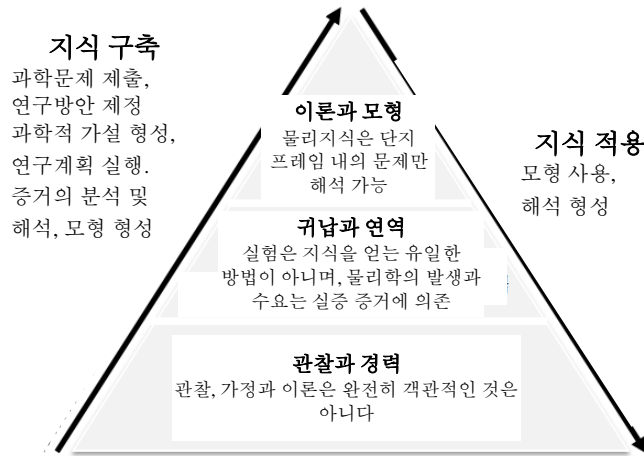 지식 구축
과학문제 제출,
연구방안 제정
과학적 가설 형성,
연구계획 실행.
증거의 분석 및
해석, 모형 형성
이론과 모형
물리지식은 단지
프레임 내의 문제만
해석 가능
귀납과 연역
실험은 지식을 얻는 유일한
방법이 아니며, 물리학의 발생과
수요는 실증 증거에 의존
관찰과 경력
관찰, 가정과 이론은 완전히 객관적인 것은
아니다
지식 적용
모형 사용,
해석 형성